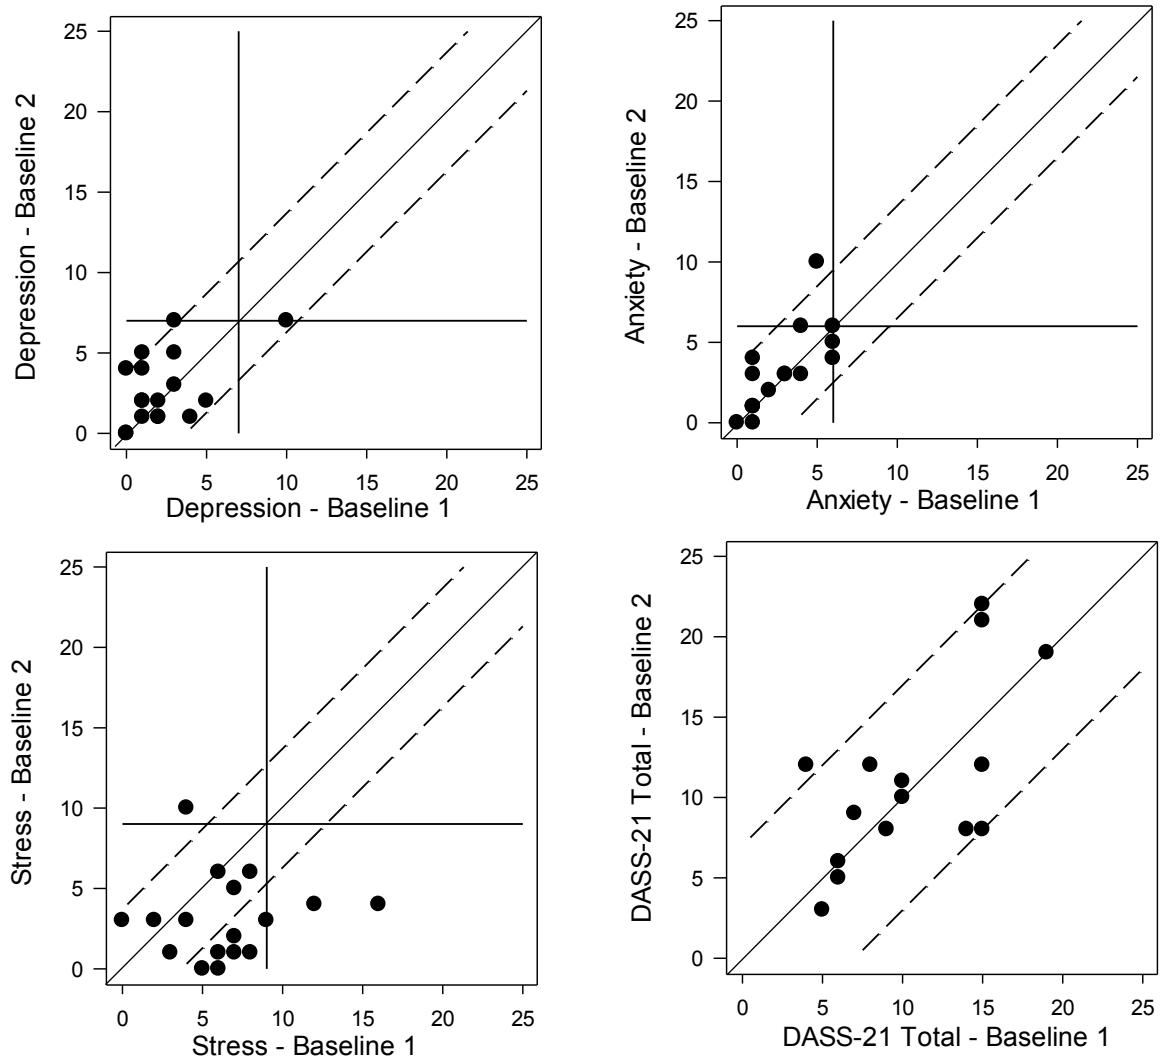 25
20
15
10
5
0
Depression - Baseline 2
0 5 10 15 20 25
Depression - Baseline 1
25
20
15
10
5
0
Anxiety - Baseline 2
0 5 10 15 20 25
Anxiety - Baseline 1
25
20
15
10
5
0
Stress - Baseline 2
0 5 10 15 20 25
Stress - Baseline 1
25
20
15
10
5
0
DASS-21 Total - Baseline 2
0 5 10 15 20 25
DASS-21 Total - Baseline 1